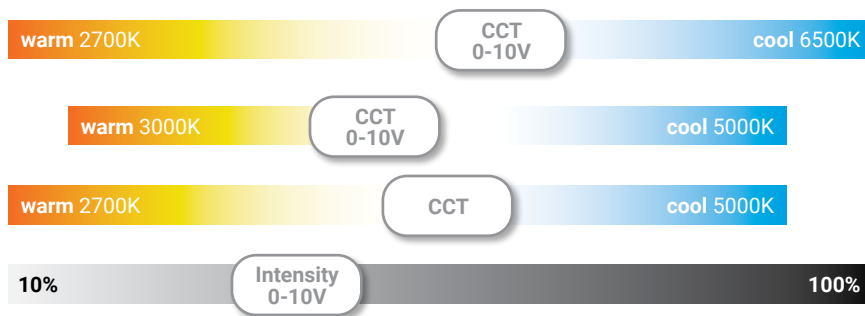 warm 2700K
CCT
0-10V
cool 6500K
warm 3000K
CCT
0-10V
cool 5000K
warm 2700K
CCT
cool 5000K
10%
Intensity
0-10V
100%